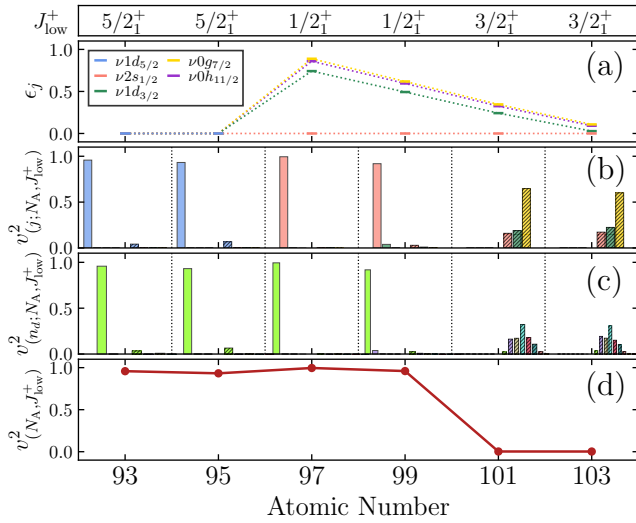 J⁺low 5/2⁺₁ 5/2⁺₁ 1/2⁺₁ 1/2⁺₁ 3/2⁺₁ 3/2⁺₁
(a)
ϵj
1.0
0.5
0.0
ν1d5/2 ν0g7/2
ν2s1/2 ν0h11/2
ν1d3/2
(b)
v²(j;NA,J⁺low)
1.0
0.5
0.0
(c)
v²(nd;NA,J⁺low)
1.0
0.5
0.0
(d)
v²(NA,J⁺low)
1.0
0.5
0.0
93 95 97 99 101 103
Atomic Number